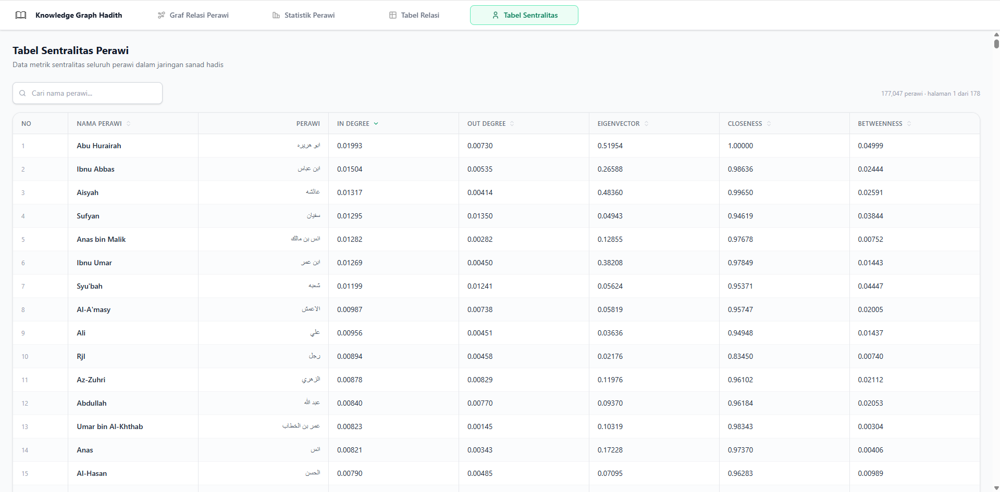 Knowledge Graph Hadith Graf Relasi Perawi Statistik Perawi Tabel Relasi Tabel Sentralitas
Tabel Sentralitas Perawi
Data metrik sentralitas seluruh perawi dalam jaringan sanad hadis
Cari nama perawi...
177,047 perawi · halaman 1 dari 178
NO NAMA PERAWI PERAWI IN DEGREE OUT DEGREE EIGENVECTOR CLOSENESS BETWEENNESS
1 Abu Hurairah ابو هريره 0.01993 0.00730 0.51954 1.00000 0.04999
2 Ibnu Abbas ابن عباس 0.01504 0.00535 0.26588 0.98636 0.02444
3 Aisyah عائشه 0.01317 0.00414 0.48360 0.99650 0.02591
4 Sufyan سفيان 0.01295 0.01350 0.04943 0.94619 0.03844
5 Anas bin Malik انس بن مالك 0.01282 0.00282 0.12855 0.97678 0.00752
6 Ibnu Umar ابن عمر 0.01269 0.00450 0.38208 0.97849 0.01443
7 Syu'bah شعبه 0.01199 0.01241 0.05624 0.95371 0.04447
8 Al-A'masy الاعمش 0.00987 0.00738 0.05819 0.95747 0.02005
9 Ali علي 0.00956 0.00451 0.03636 0.94948 0.01437
10 Rjl رجل 0.00894 0.00458 0.02176 0.83450 0.00740
11 Az-Zuhri الزهري 0.00878 0.00829 0.11976 0.96102 0.02112
12 Abdullah عبد الله 0.00840 0.00770 0.09370 0.96184 0.02053
13 Umar bin Al-Khthab عمر بن الخطاب 0.00823 0.00145 0.10319 0.98343 0.00304
14 Anas انس 0.00821 0.00343 0.17228 0.97370 0.00406
15 Al-Hasan الحسن 0.00790 0.00485 0.07095 0.96283 0.00989